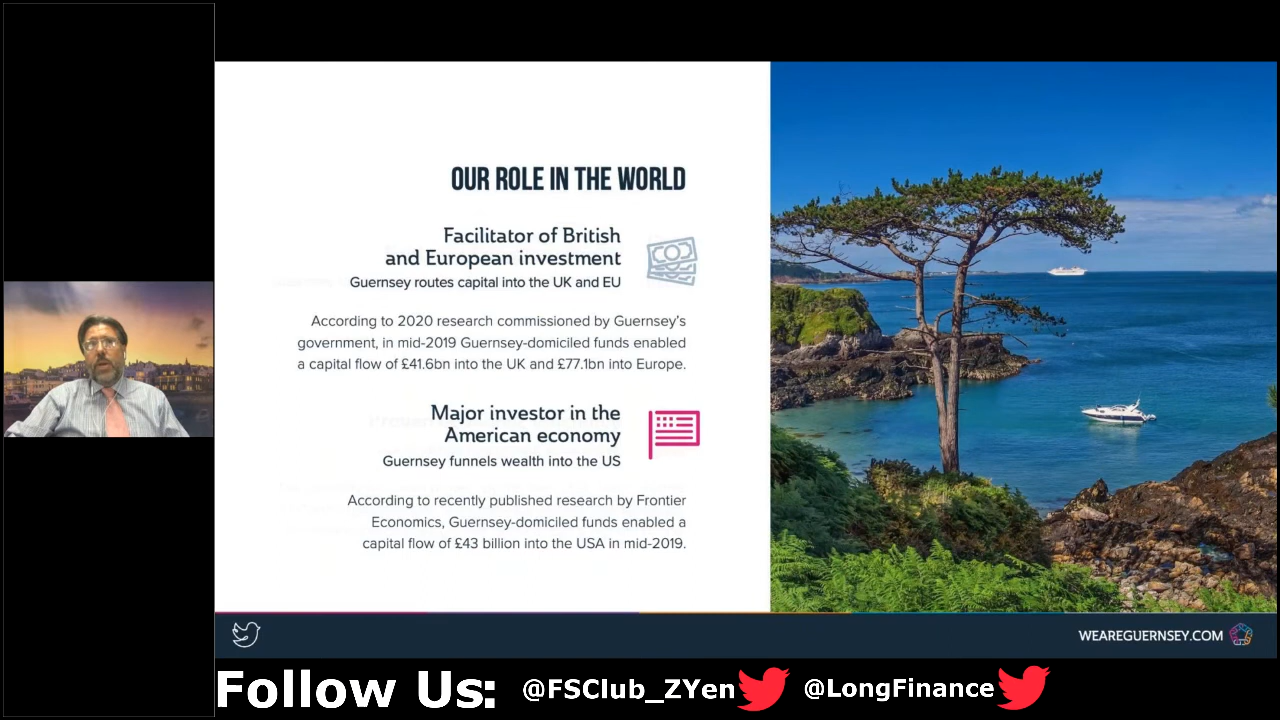 OUR ROLE IN THE WORLD
Facilitator of British
and European investment
Guernsey routes capital into the UK and EU
According to 2020 research commissioned by Guernsey's
government, in mid-2019 Guernsey-domiciled funds enabled
a capital flow of £41.6bn into the UK and £77.1bn into Europe.
Major investor in the
American economy
Guernsey funnels wealth into the US
According to recently published research by Frontier
Economics, Guernsey-domiciled funds enabled a
capital flow of £43 billion into the USA in mid-2019.
WEAREGUERNSEY.COM
Follow Us: @FSClub_ZYen @LongFinance